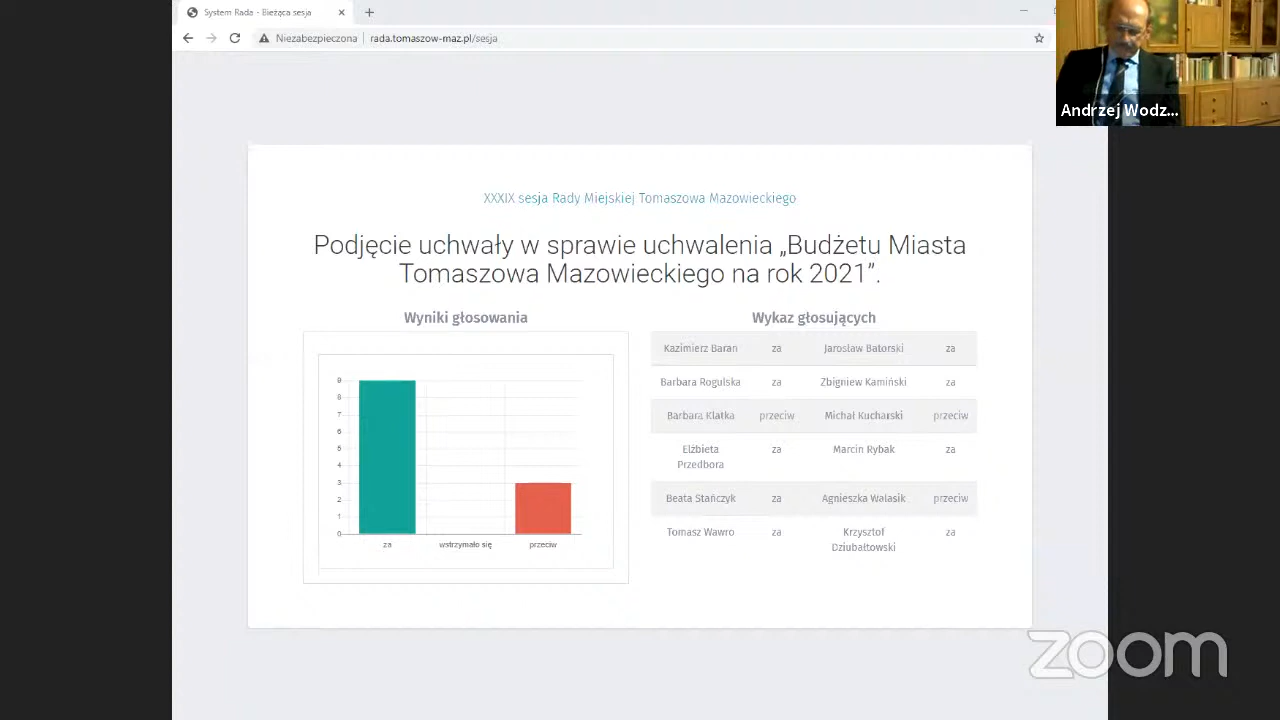 System Rada - Bieżąca sesja
Niezabezpieczona
rada.tomaszow-maz.pl/sesja
Andrzej Wodz...
XXXIX sesja Rady Miejskiej Tomaszowa Mazowieckiego
Podjęcie uchwały w sprawie uchwalenia „Budżetu Miasta
Tomaszowa Mazowieckiego na rok 2021”.
Wyniki głosowania
9
8
7
6
5
4
3
2
1
0
za wstrzymało się przeciw
Wykaz głosujących
Kazimierz Baran za Jarosław Batorski za
Barbara Rogulska za Zbigniew Kamiński za
Barbara Klatka przeciw Michał Kucharski przeciw
Elżbieta za Marcin Rybak za
Przedbora
Beata Stańczyk za Agnieszka Walasik przeciw
Tomasz Wawro za Krzysztof za
Dziubałtowski
zoom